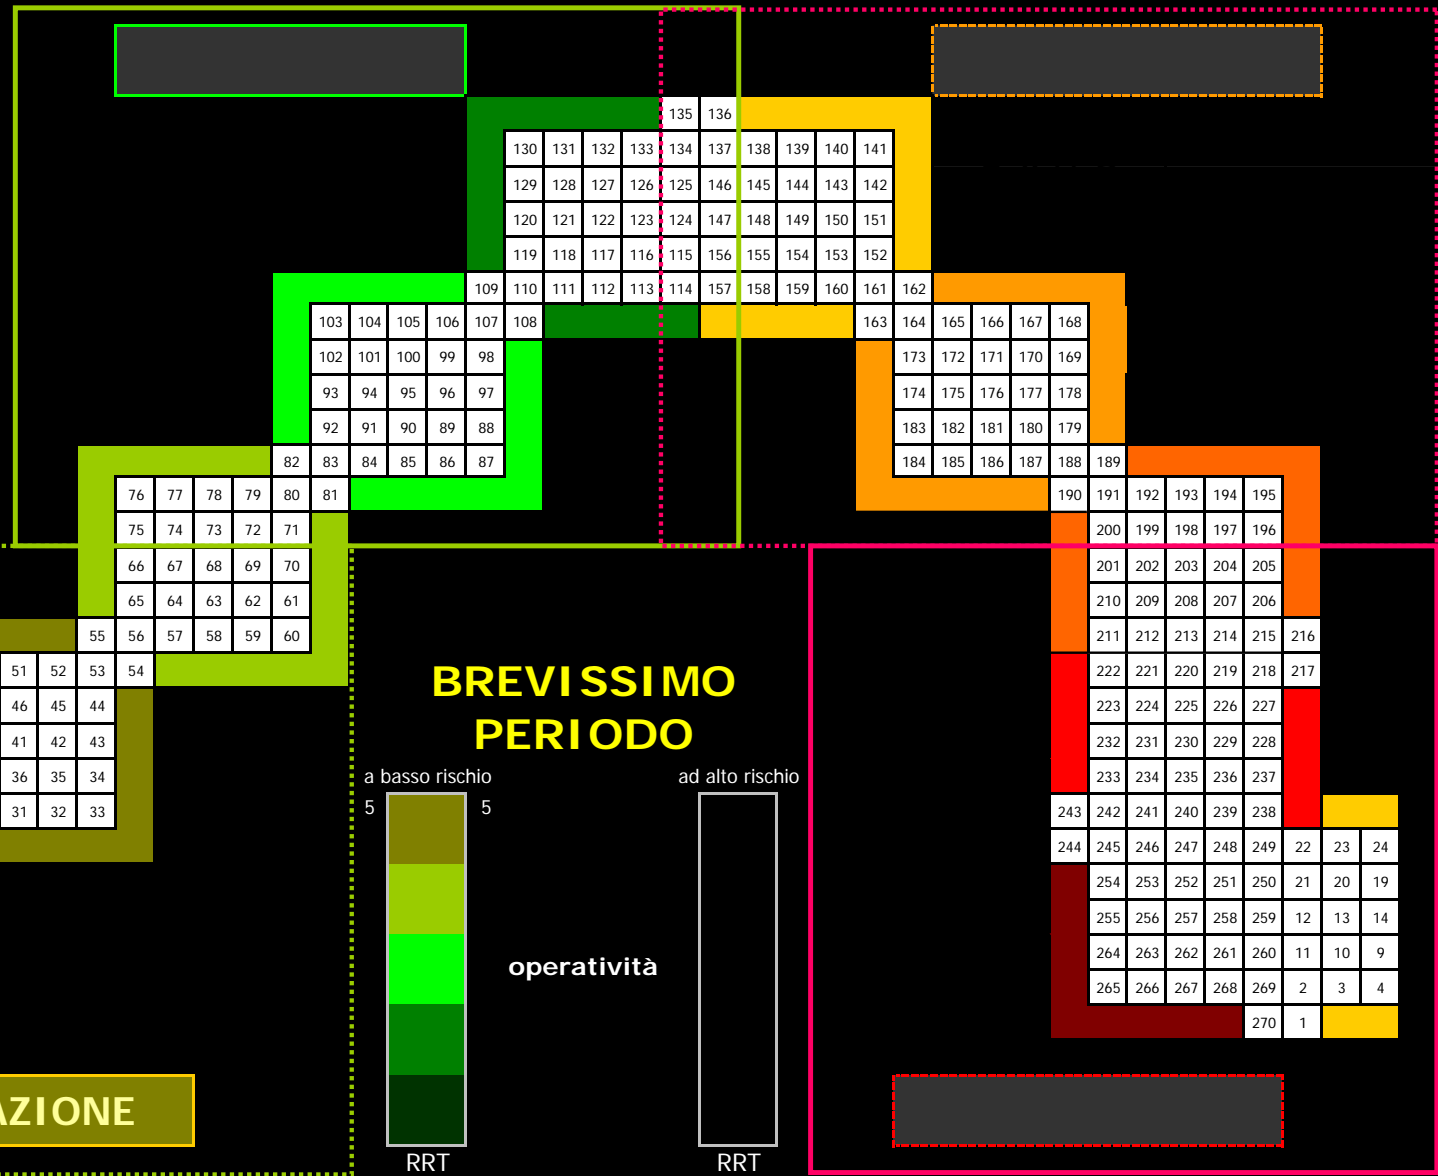 135 136
130 131 132 133 134 137 138 139 140 141
129 128 127 126 125 146 145 144 143 142
120 121 122 123 124 147 148 149 150 151
119 118 117 116 115 156 155 154 153 152
109 110 111 112 113 114 157 158 159 160 161 162
103 104 105 106 107 108 163 164 165 166 167 168
102 101 100 99 98 173 172 171 170 169
93 94 95 96 97 174 175 176 177 178
92 91 90 89 88 183 182 181 180 179
82 83 84 85 86 87 184 185 186 187 188 189
76 77 78 79 80 81 190 191 192 193 194 195
75 74 73 72 71 200 199 198 197 196
66 67 68 69 70 201 202 203 204 205
65 64 63 62 61 210 209 208 207 206
55 56 57 58 59 60 211 212 213 214 215 216
51 52 53 54 222 221 220 219 218 217
46 45 44 223 224 225 226 227
41 42 43 232 231 230 229 228
36 35 34 233 234 235 236 237
31 32 33 243 242 241 240 239 238
244 245 246 247 248 249 22 23 24
254 253 252 251 250 21 20 19
255 256 257 258 259 12 13 14
264 263 262 261 260 11 10 9
265 266 267 268 269 2 3 4
270 1
BREVISSIMO
PERIODO
a basso rischio ad alto rischio
5 5
operatività
RRT RRT
AZIONE